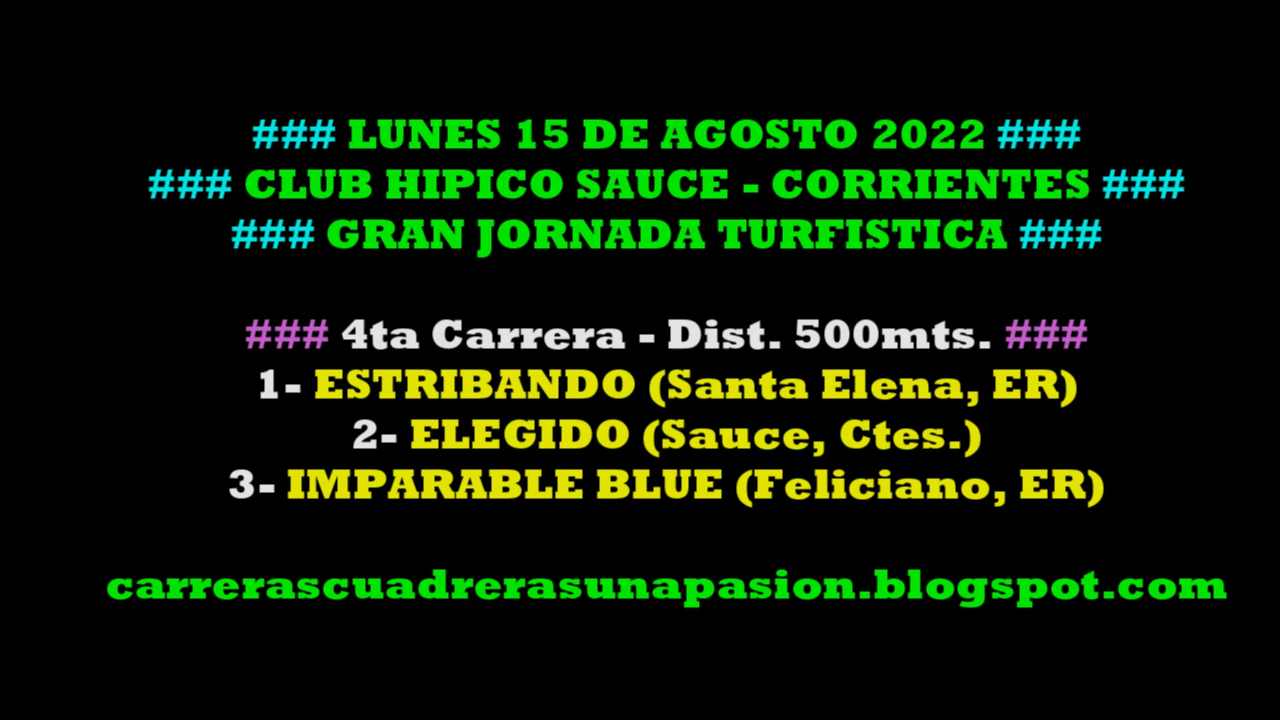 ### LUNES 15 DE AGOSTO 2022 ###
### CLUB HIPICO SAUCE - CORRIENTES ###
### GRAN JORNADA TURFISTICA ###
### 4ta Carrera - Dist. 500mts. ###
1- ESTRIBANDO (Santa Elena, ER)
2- ELEGIDO (Sauce, Ctes.)
3- IMPARABLE BLUE (Feliciano, ER)
carrerascuadrerasunapasion.blogspot.com